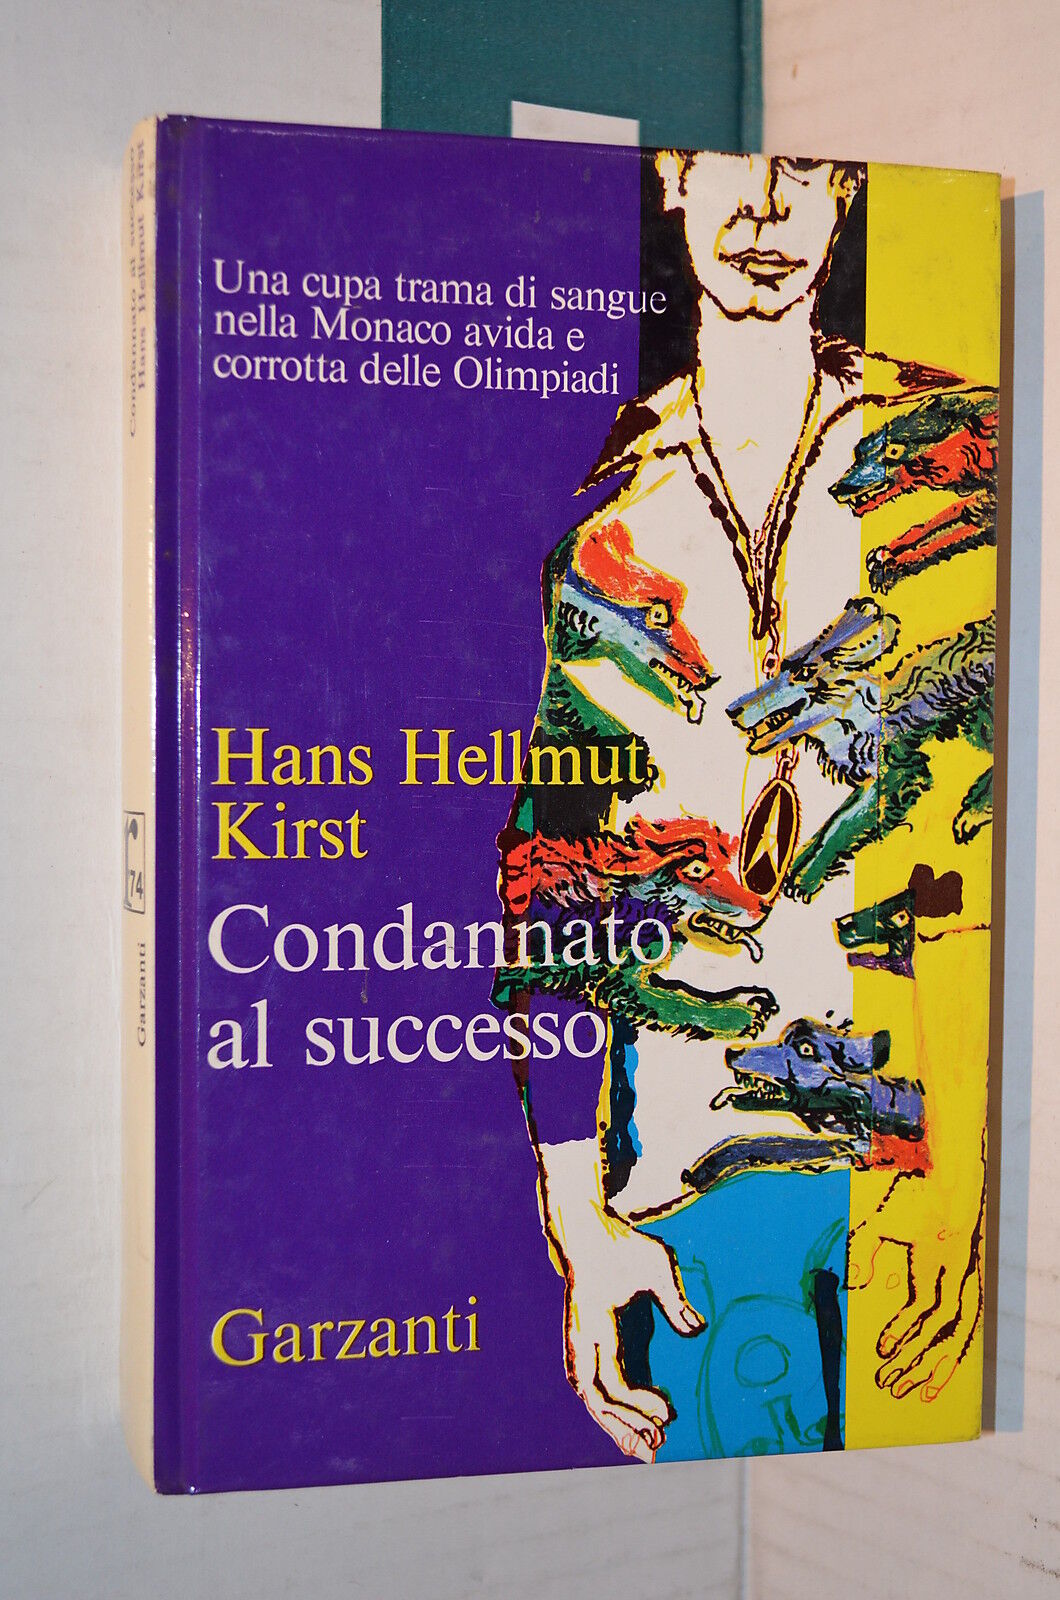 Una cupa trama di sangue
nella Monaco avida e
corrotta delle Olimpiadi
Hans Hellmut
Kirst
Condannato
al successo
Garzanti
Condannato al successo
Hans Hellmut Kirst
74
Garzanti